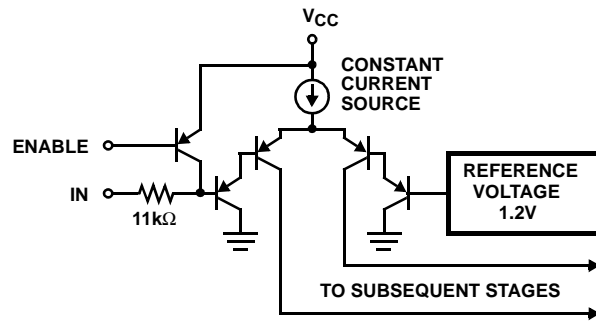 VCC
CONSTANT
CURRENT
SOURCE
ENABLE
IN
11kΩ
REFERENCE
VOLTAGE
1.2V
TO SUBSEQUENT STAGES